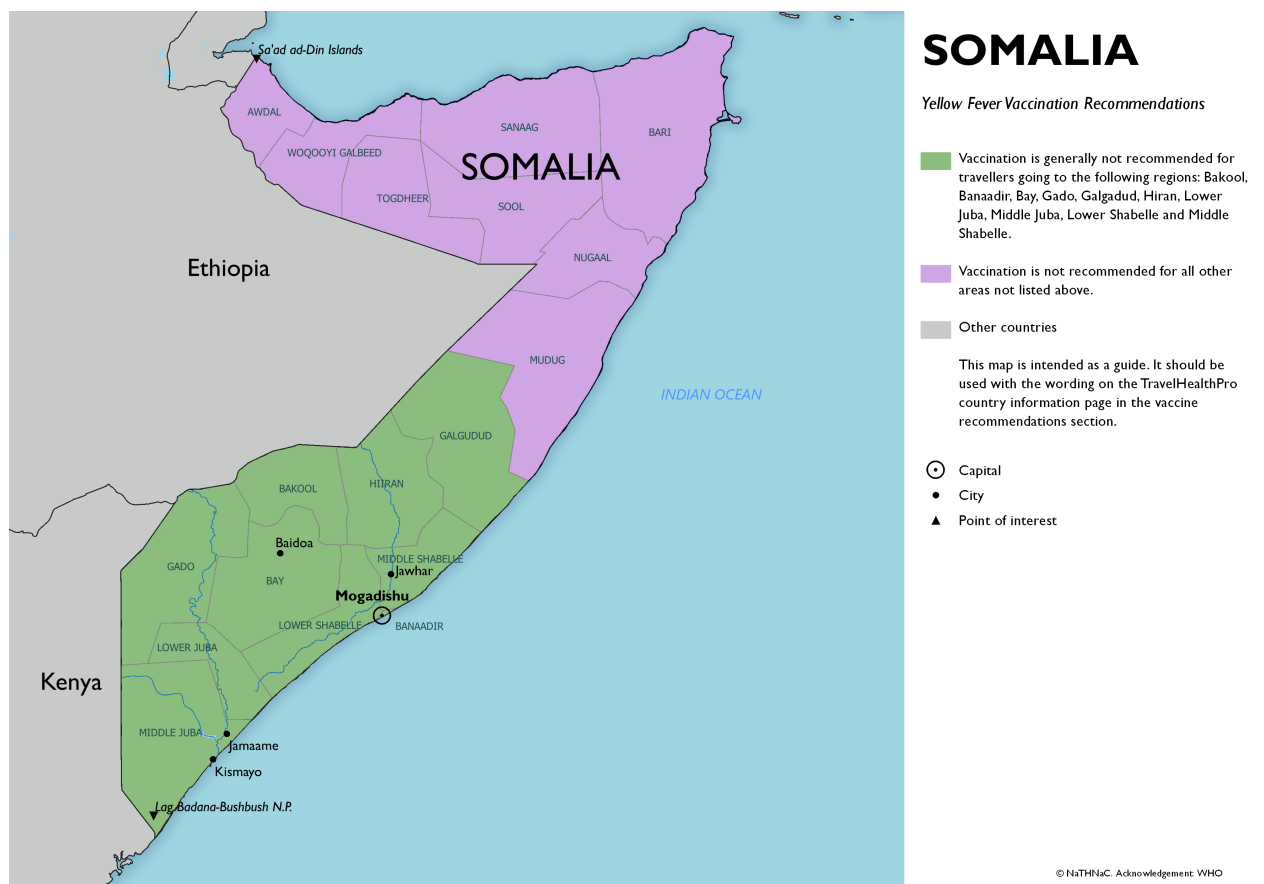 SOMALIA
Yellow Fever Vaccination Recommendations
Vaccination is generally not recommended for
travellers going to the following regions: Bakool,
Banaadir, Bay, Gado, Galgadud, Hiran, Lower
Juba, Middle Juba, Lower Shabelle and Middle
Shabelle.
Vaccination is not recommended for all other
areas not listed above.
Other countries
This map is intended as a guide. It should be
used with the wording on the TravelHealthPro
country information page in the vaccine
recommendations section.
Capital
City
Point of interest
Sa'ad ad-Din Islands
AWDAL
WOQOOYI GALBEED
SANAAG
BARI
SOMALIA
TOGDHEER
SOOL
NUGAAL
Ethiopia
MUDUG
INDIAN OCEAN
GALGUDUD
HIIRAN
BAKOOL
Baidoa
MIDDLE SHABELLE
GADO
Jawhar
BAY
Mogadishu
LOWER SHABELLE
BANAADIR
LOWER JUBA
Kenya
MIDDLE JUBA
Jamaame
Kismayo
Lag Badana-Bushbush N.P.
© NaTHNaC. Acknowledgement: WHO